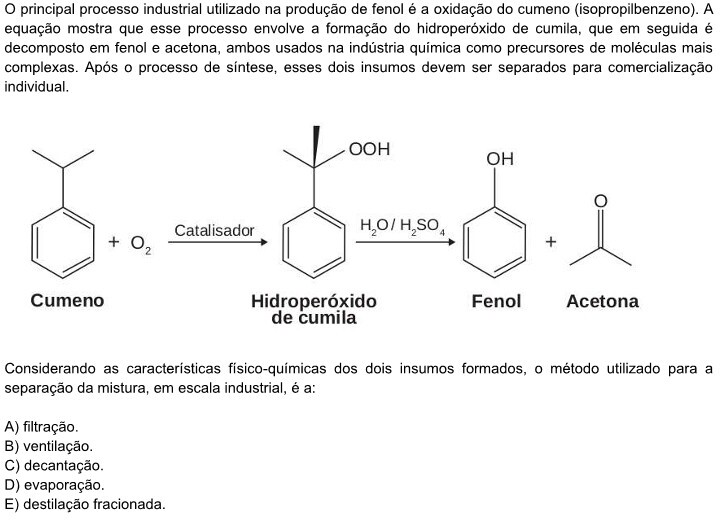 O principal processo industrial utilizado na produção de fenol é a oxidação do cumeno (isopropilbenzeno). A
equação mostra que esse processo envolve a formação do hidroperóxido de cumila, que em seguida é
decomposto em fenol e acetona, ambos usados na indústria química como precursores de moléculas mais
complexas. Após o processo de síntese, esses dois insumos devem ser separados para comercialização
individual.
OOH
OH
O
+ O2
Catalisador
H2O/ H2SO4
+
Cumeno
Hidroperóxido
de cumila
Fenol
Acetona
Considerando as características físico-químicas dos dois insumos formados, o método utilizado para a
separação da mistura, em escala industrial, é a:
A) filtração.
B) ventilação.
C) decantação.
D) evaporação.
E) destilação fracionada.